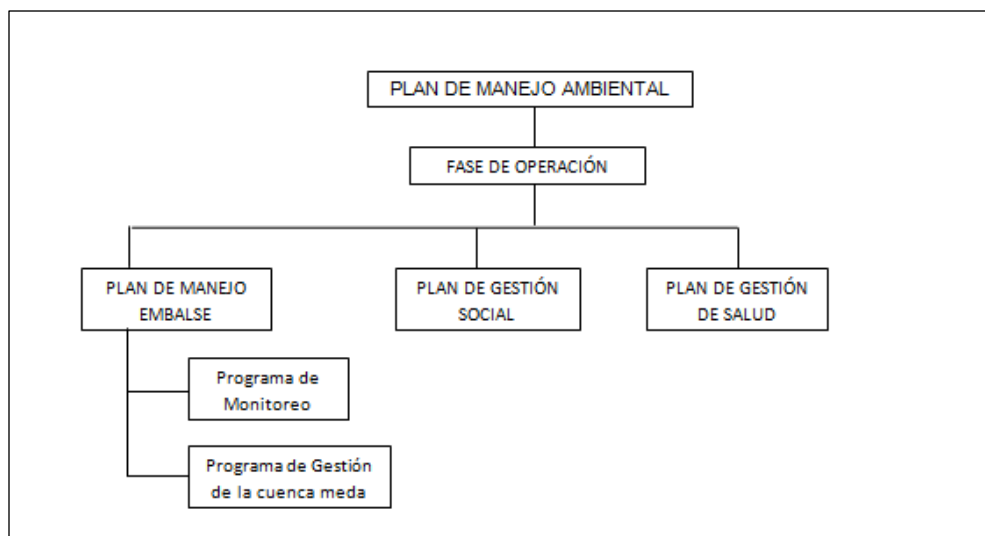 PLAN DE MANEJO AMBIENTAL
FASE DE OPERACIÓN
PLAN DE MANEJO
EMBALSE
PLAN DE GESTIÓN
SOCIAL
PLAN DE GESTIÓN
DE SALUD
Programa de
Monitoreo
Programa de Gestión
de la cuenca meda